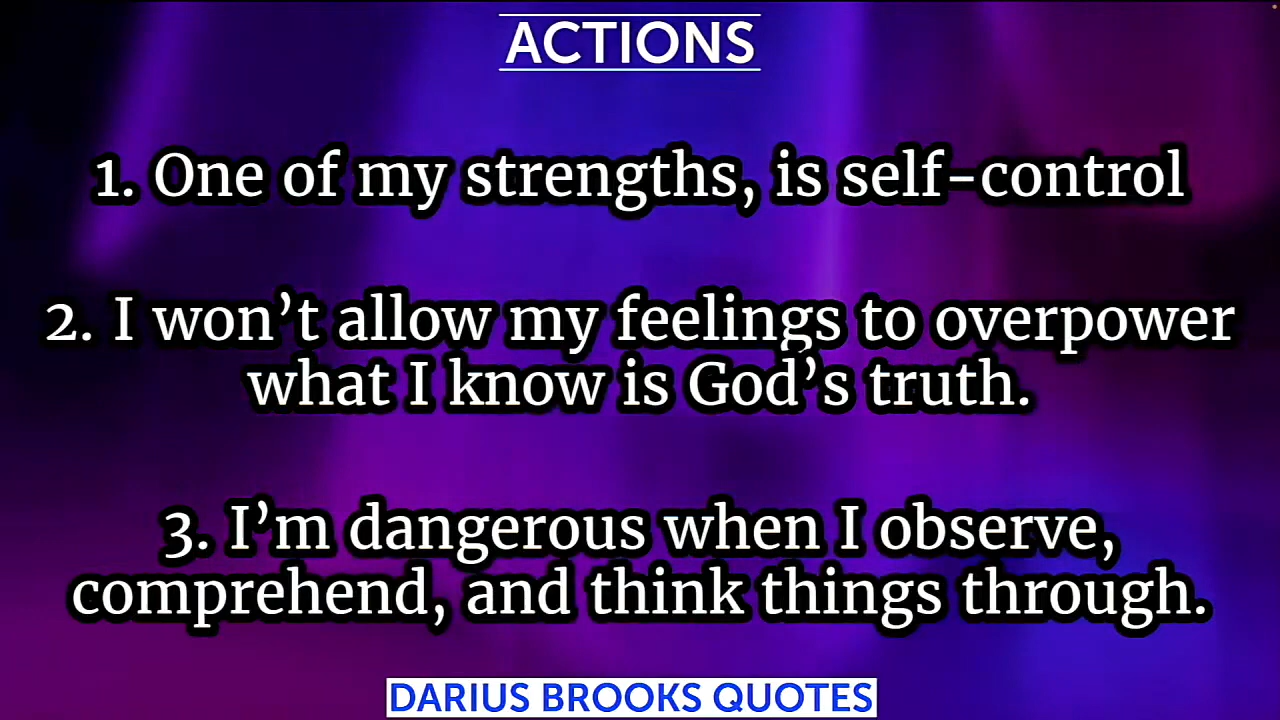 ACTIONS
1. One of my strengths, is self-control
2. I won’t allow my feelings to overpower
what I know is God’s truth.
3. I’m dangerous when I observe,
comprehend, and think things through.
DARIUS BROOKS QUOTES